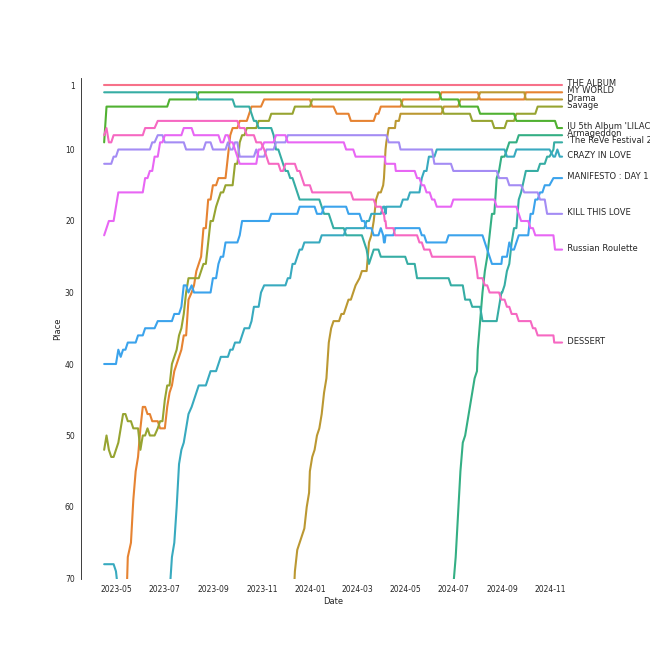 1
10
20
30
40
50
60
70
Place
2023-05
2023-07
2023-09
2023-11
2024-01
2024-03
2024-05
2024-07
2024-09
2024-11
Date
THE ALBUM
MY WORLD
Drama
Savage
IU 5th Album 'LILAC
Armageddon
'The ReVe Festival 2
CRAZY IN LOVE
MANIFESTO : DAY 1
KILL THIS LOVE
Russian Roulette
DESSERT